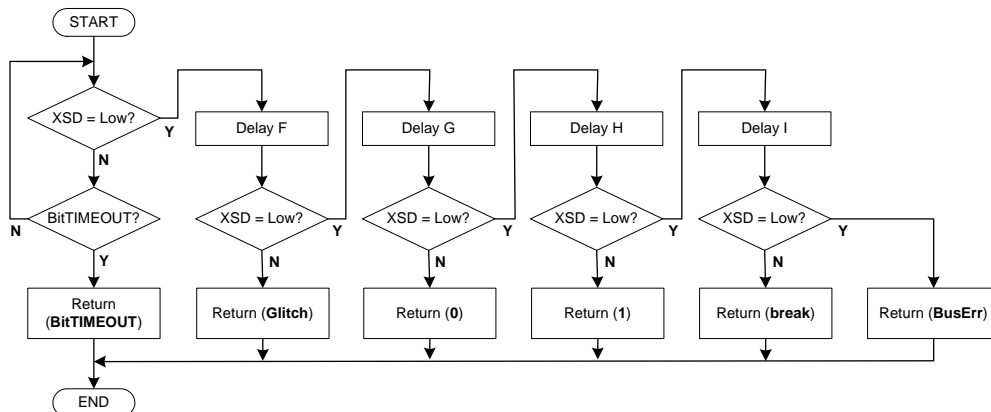 START
XSD = Low?
Y
N
BitTIMEOUT?
N
Y
Return
(BitTIMEOUT)
END
Delay F
XSD = Low?
Y
N
Return (Glitch)
Delay G
XSD = Low?
Y
N
Return (0)
Delay H
XSD = Low?
Y
N
Return (1)
Delay I
XSD = Low?
Y
N
Return (break)
Return (BusErr)